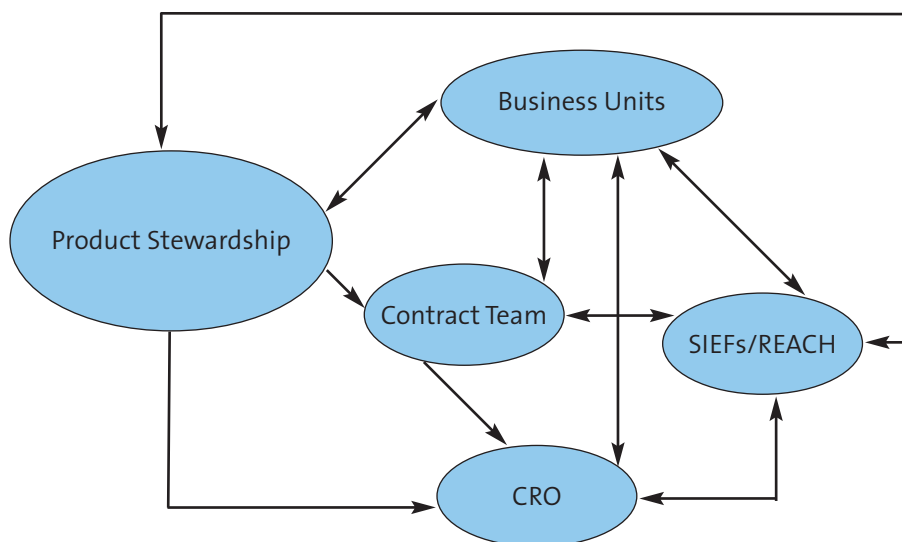 Business Units
Product Stewardship
Contract Team
SIEFs/REACH
CRO